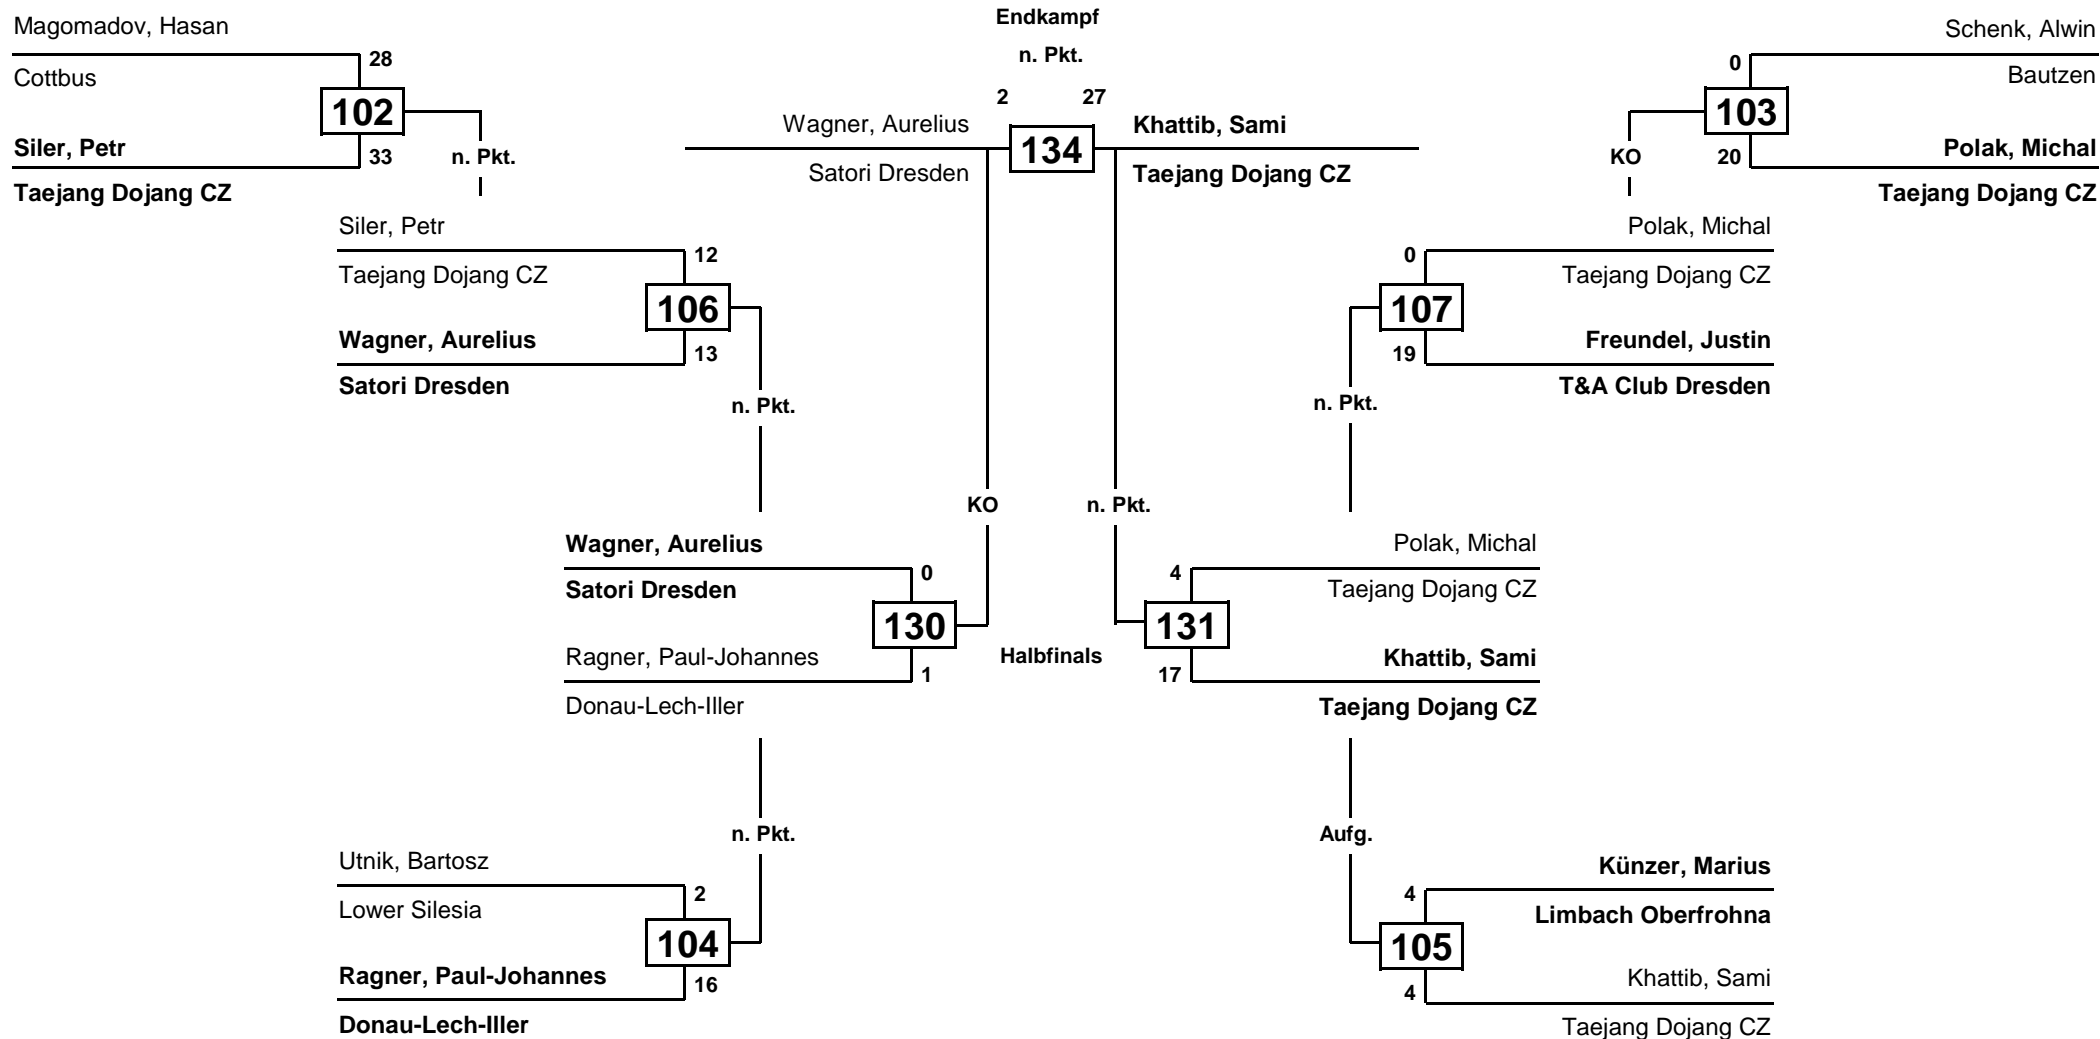 Magomadov, Hasan
28
Cottbus
102
Siler, Petr
33
n. Pkt.
Taejang Dojang CZ
Endkampf
n. Pkt.
2 27
Wagner, Aurelius
134
Khattib, Sami
Satori Dresden
Taejang Dojang CZ
Schenk, Alwin
0
Bautzen
103
KO
20
Polak, Michal
Taejang Dojang CZ
Siler, Petr
12
Taejang Dojang CZ
106
Wagner, Aurelius
13
Satori Dresden
n. Pkt.
Polak, Michal
0
Taejang Dojang CZ
107
Freundel, Justin
19
T&A Club Dresden
n. Pkt.
KO
n. Pkt.
Wagner, Aurelius
0
Satori Dresden
130
Ragner, Paul-Johannes
1
Donau-Lech-Iller
Halbfinals
Polak, Michal
4
Taejang Dojang CZ
131
Khattib, Sami
17
Taejang Dojang CZ
n. Pkt.
Utnik, Bartosz
2
Lower Silesia
104
Ragner, Paul-Johannes
16
Donau-Lech-Iller
Aufg.
Künzer, Marius
4
Limbach Oberfrohna
105
Khattib, Sami
4
Taejang Dojang CZ